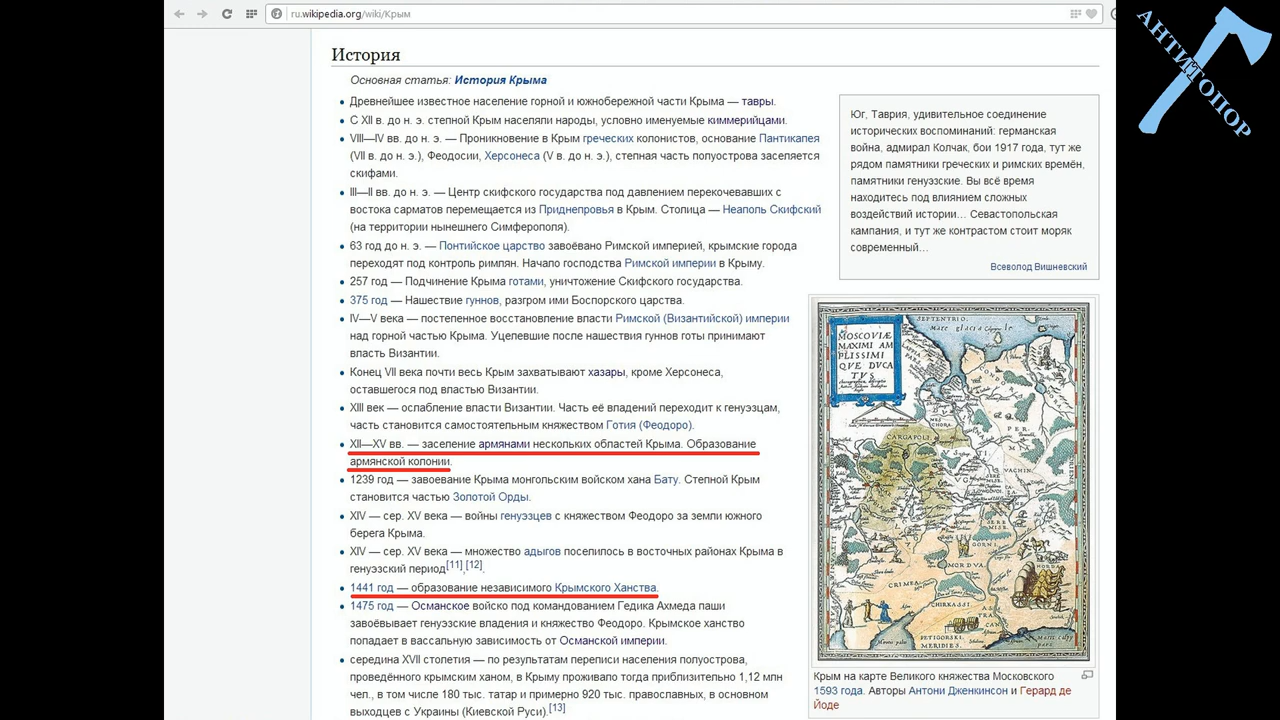 ru.wikipedia.org/wiki/Крым
АНТИТОПОР
История
Основная статья: История Крыма
• Древнейшее известное население горной и южнобережной части Крыма — тавры.
• С XII в. до н. э. степной Крым населяли народы, условно именуемые киммерийцами.
• VIII—IV вв. до н. э. — Проникновение в Крым греческих колонистов, основание Пантикапея
(VII в. до н. э.), Феодосии, Херсонеса (V в. до н. э.), степная часть полуострова заселяется
скифами.
• III—II вв. до н. э. — Центр скифского государства под давлением перекочевавших с
востока сарматов перемещается из Приднепровья в Крым. Столица — Неаполь Скифский
(на территории нынешнего Симферополя).
• 63 год до н. э. — Понтийское царство завоёвано Римской империей, крымские города
переходят под контроль римлян. Начало господства Римской империи в Крыму.
• 257 год — Подчинение Крыма готами, уничтожение Скифского государства.
• 375 год — Нашествие гуннов, разгром ими Боспорского царства.
• IV—V века — постепенное восстановление власти Римской (Византийской) империи
над горной частью Крыма. Уцелевшие после нашествия гуннов готы принимают
власть Византии.
• Конец VII века почти весь Крым захватывают хазары, кроме Херсонеса,
оставшегося под властью Византии.
• XIII век — ослабление власти Византии. Часть её владений переходит к генуэзцам,
часть становится самостоятельным княжеством Готия (Феодоро).
• XII—XV вв. — заселение армянами нескольких областей Крыма. Образование
армянской колонии.
• 1239 год — завоевание Крыма монгольским войском хана Бату. Степной Крым
становится частью Золотой Орды.
• XIV — сер. XV века — войны генуэзцев с княжеством Феодоро за земли южного
берега Крыма.
• XIV — сер. XV века — множество адыгов поселилось в восточных районах Крыма в
генуэзский период[11],[12].
• 1441 год — образование независимого Крымского Ханства.
• 1475 год — Османское войско под командованием Гедика Ахмеда паши
завоёвывает генуэзские владения и княжество Феодоро. Крымское ханство
попадает в вассальную зависимость от Османской империи.
• середина XVII столетия — по результатам переписи населения полуострова,
проведённого крымским ханом, в Крыму проживало тогда приблизительно 1,12 млн
чел., в том числе 180 тыс. татар и примерно 920 тыс. православных, в основном
выходцев с Украины (Киевской Руси).[13]
Юг, Таврия, удивительное соединение
исторических воспоминаний: германская
война, адмирал Колчак, бои 1917 года, тут же
рядом памятники греческих и римских времён,
памятники генуэзские. Вы всё время
находитесь под влиянием сложных
воздействий истории… Севастопольская
кампания, и тут же контрастом стоит моряк
современный…
Всеволод Вишневский
SEPTENTRIO.
MOSCOVIÆ
MAXIMI AM
PLISSIMI
QVE DVCA
TVS
CARGAPOLI
MORDVA
HORDA
CRIMEA
CHIRKASSI
PETIGORSKI
MERIDIES.
Крым на карте Великого княжества Московского
1593 года. Авторы Антони Дженкинсон и Герард де
Йоде